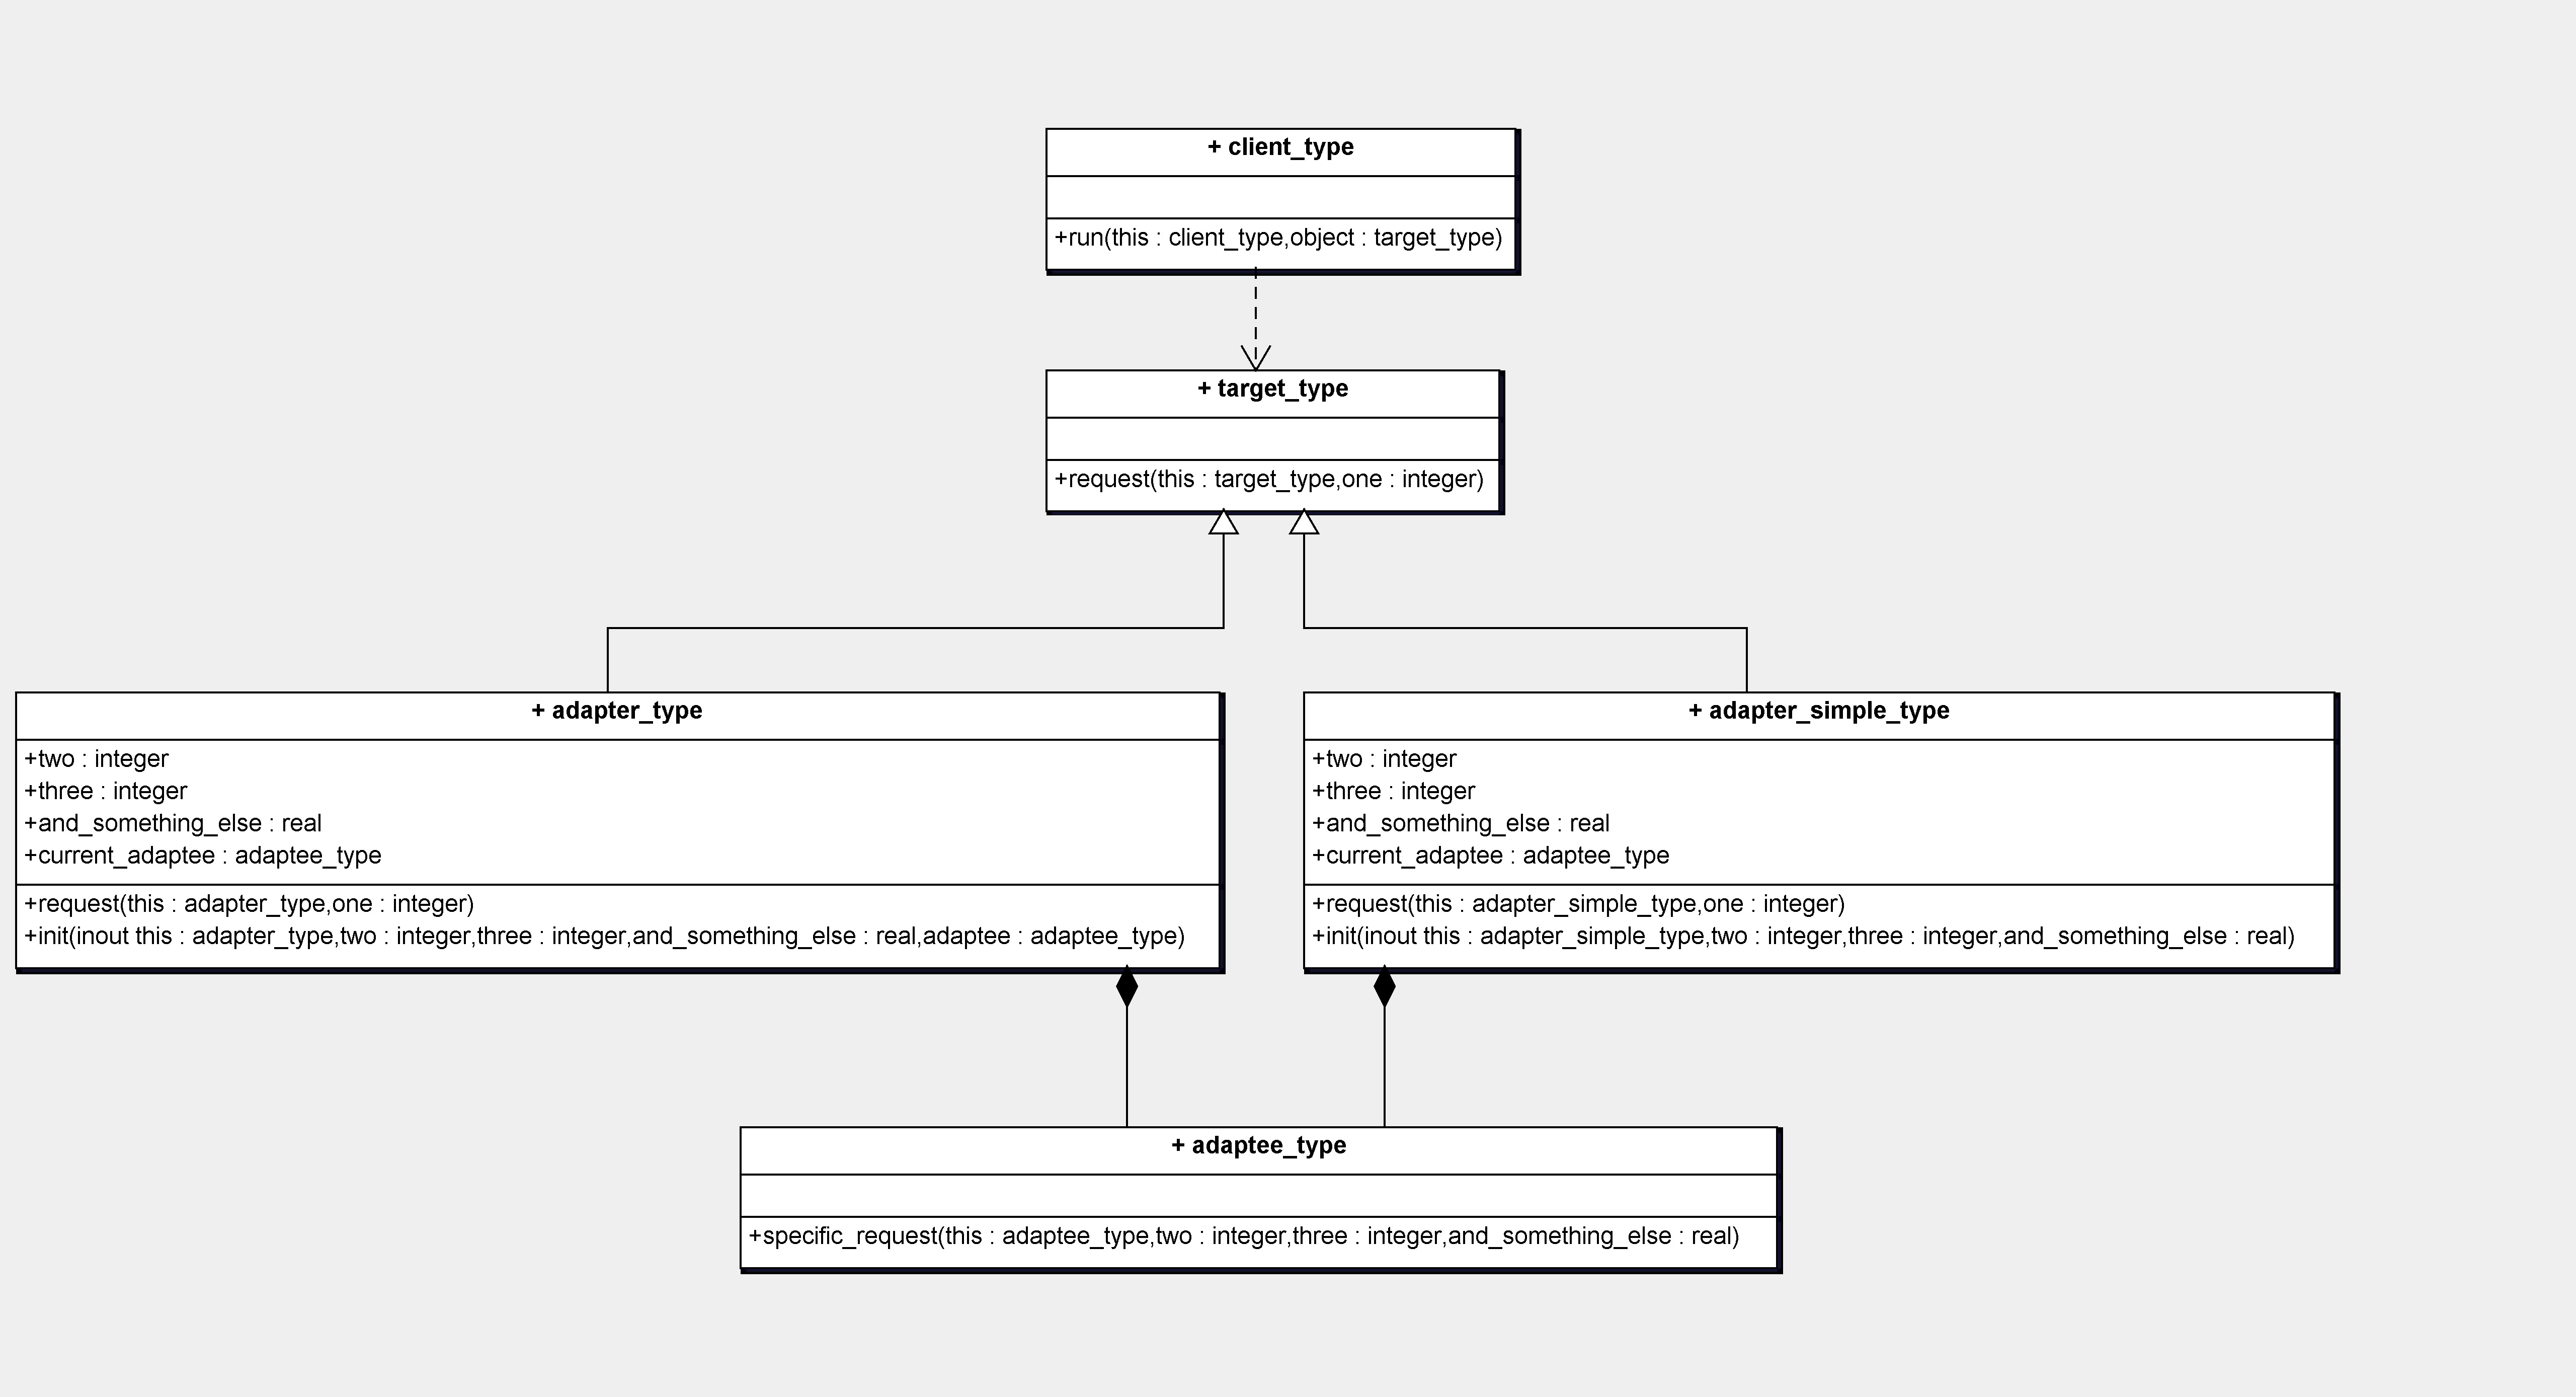 + client_type
+run(this : client_type,object : target_type)
+ target_type
+request(this : target_type,one : integer)
+ adapter_type
+two : integer
+three : integer
+and_something_else : real
+current_adaptee : adaptee_type
+request(this : adapter_type,one : integer)
+init(inout this : adapter_type,two : integer,three : integer,and_something_else : real,adaptee : adaptee_type)
+ adapter_simple_type
+two : integer
+three : integer
+and_something_else : real
+current_adaptee : adaptee_type
+request(this : adapter_simple_type,one : integer)
+init(inout this : adapter_simple_type,two : integer,three : integer,and_something_else : real)
+ adaptee_type
+specific_request(this : adaptee_type,two : integer,three : integer,and_something_else : real)